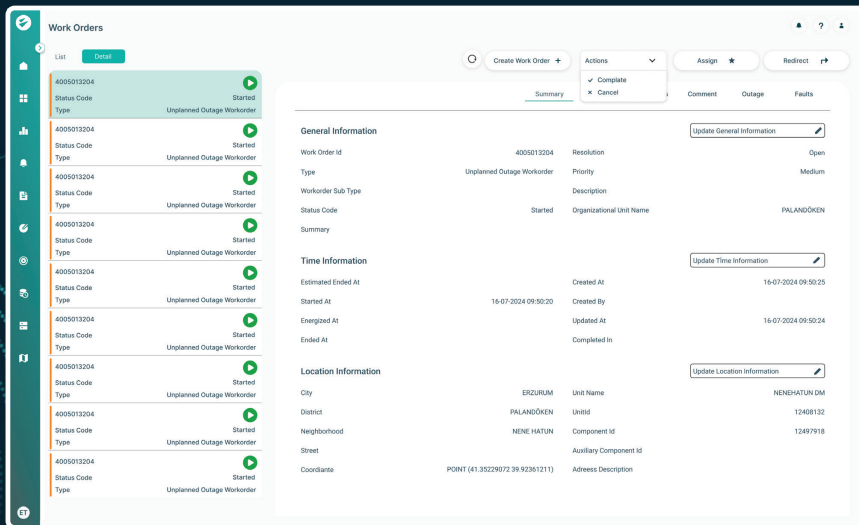 Work Orders
?
List
Detail
Create Work Order +
Actions
Assign
Redirect
Complate
Cancel
4005013204
Status Code Started
Type Unplanned Outage Workorder
4005013204
Status Code Started
Type Unplanned Outage Workorder
4005013204
Status Code Started
Type Unplanned Outage Workorder
4005013204
Status Code Started
Type Unplanned Outage Workorder
4005013204
Status Code Started
Type Unplanned Outage Workorder
4005013204
Status Code Started
Type Unplanned Outage Workorder
4005013204
Status Code Started
Type Unplanned Outage Workorder
4005013204
Status Code Started
Type Unplanned Outage Workorder
4005013204
Status Code Started
Type Unplanned Outage Workorder
ET
Summary Comment Outage Faults
General Information Update General Information
Work Order Id 4005013204 Resolution Open
Type Unplanned Outage Workorder Priority Medium
Workorder Sub Type Description
Status Code Started Organizational Unit Name PALANDÖKEN
Summary
Time Information Update Time Information
Estimated Ended At Created At 16-07-2024 09:50:25
Started At 16-07-2024 09:50:20 Created By
Energized At Updated At 16-07-2024 09:50:24
Ended At Completed In
Location Information Update Location Information
City ERZURUM Unit Name NENEHATUN DM
District PALANDÖKEN UnitId 12408132
Neighborhood NENE HATUN Component Id 12497918
Street Auxiliary Component Id
Coordiante POINT (41.35229072 39.92361211) Adreess Description